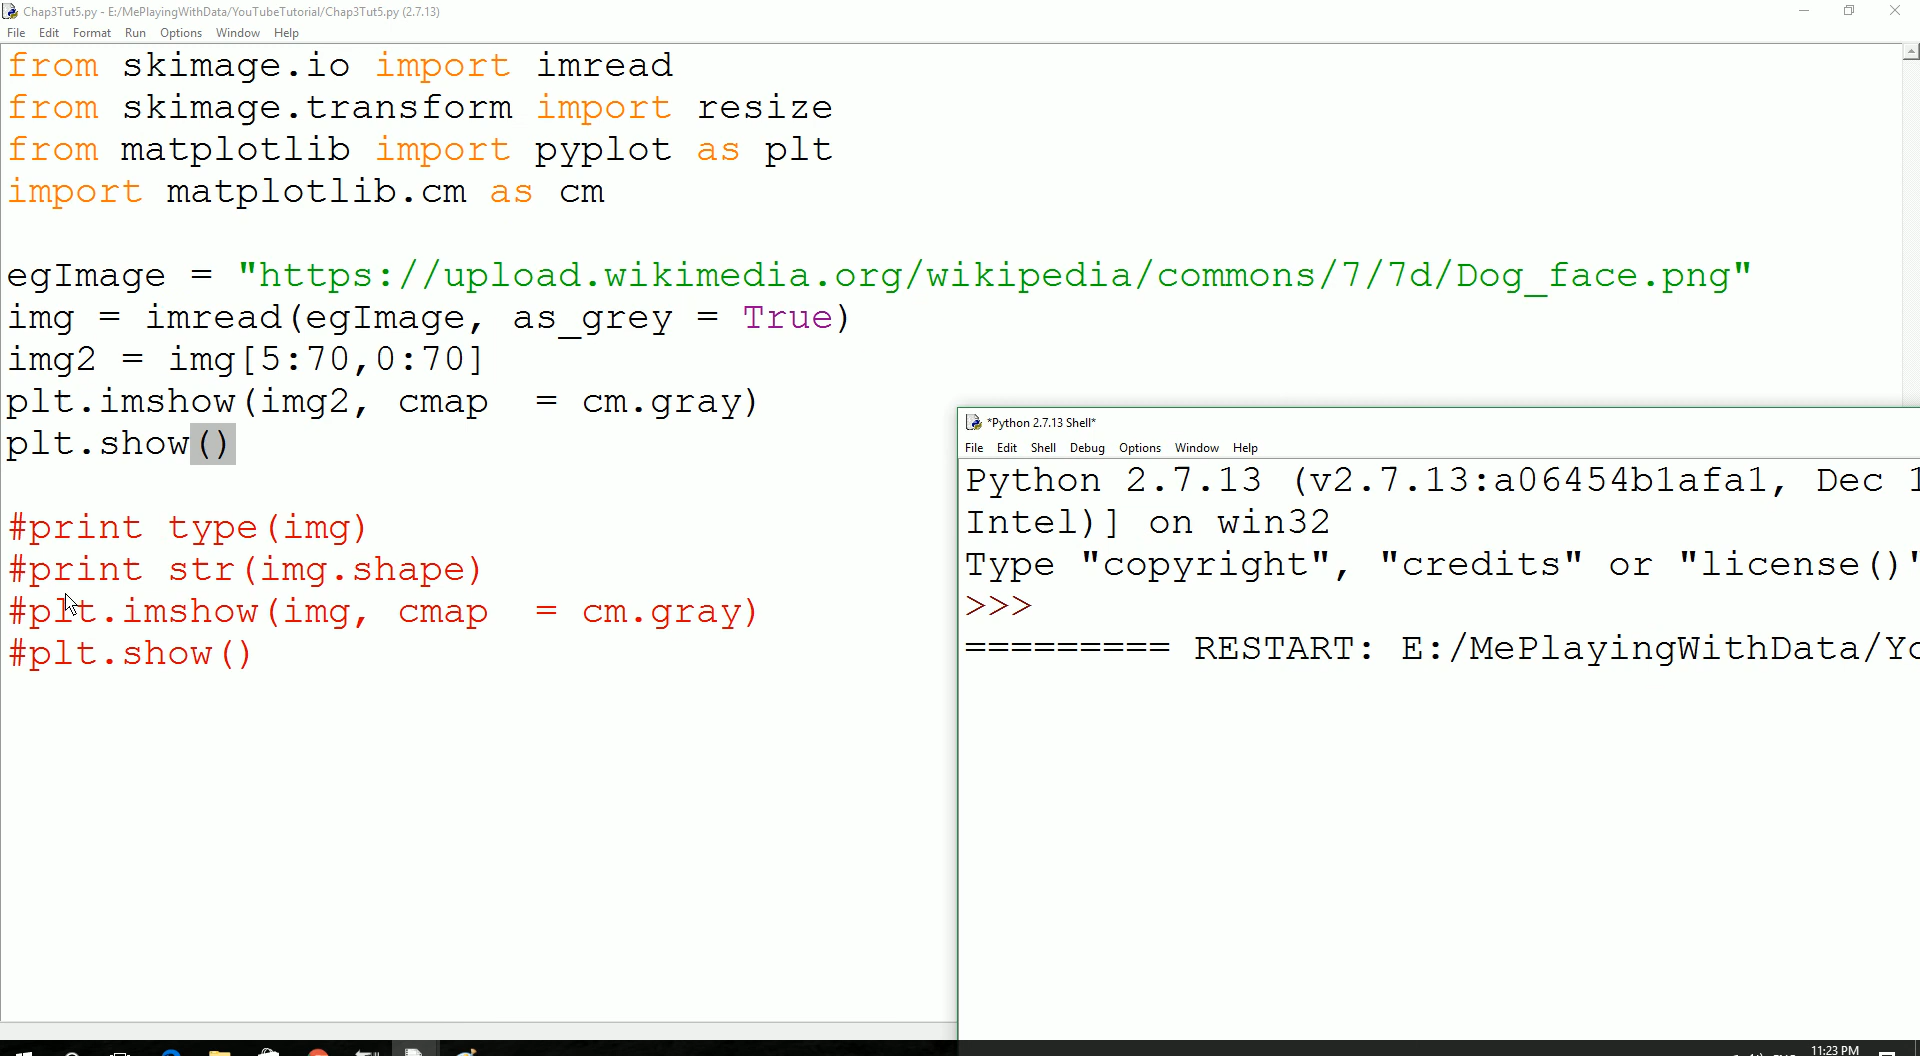 Chap3Tut5.py - E:/MePlayingWithData/YouTubeTutorial/Chap3Tut5.py (2.7.13)
File Edit Format Run Options Window Help
from skimage.io import imread
from skimage.transform import resize
from matplotlib import pyplot as plt
import matplotlib.cm as cm
egImage = "https://upload.wikimedia.org/wikipedia/commons/7/7d/Dog_face.png"
img = imread(egImage, as_grey = True)
img2 = img[5:70,0:70]
plt.imshow(img2, cmap  = cm.gray)
plt.show()
#print type(img)
#print str(img.shape)
#plt.imshow(img, cmap  = cm.gray)
#plt.show()
*Python 2.7.13 Shell*
File Edit Shell Debug Options Window Help
Python 2.7.13 (v2.7.13:a06454b1afa1, Dec 1
Intel)] on win32
Type "copyright", "credits" or "license()"
>>>
========= RESTART: E:/MePlayingWithData/Yo
11:23 PM